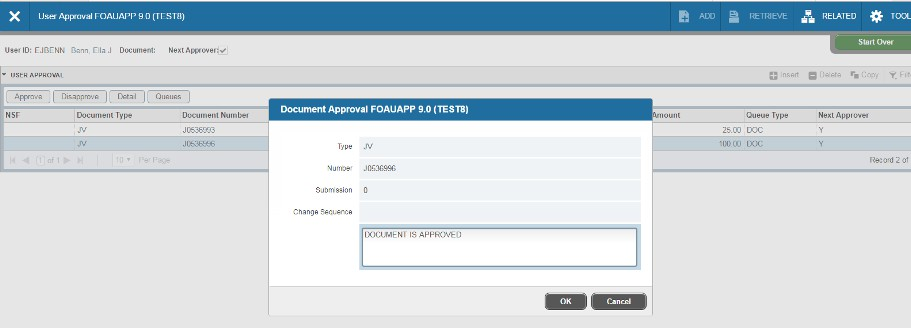 User Approval FOAUAPP 9.0 (TEST8) ADD RETRIEVE RELATED TOOL
User ID: EJBENN Benn, Ella J Document: Next Approver:
Start Over
USER APPROVAL Insert Delete Copy Filt
Approve Disapprove Detail Queues
NSF Document Type Document Number Amount Queue Type Next Approver
JV J0536993 25.00 DOC Y
JV J0536996 100.00 DOC Y
1 of 1 10 Per Page Record 2 of
Document Approval FOAUAPP 9.0 (TEST8)
Type JV
Number J0536996
Submission 0
Change Sequence
DOCUMENT IS APPROVED
OK Cancel